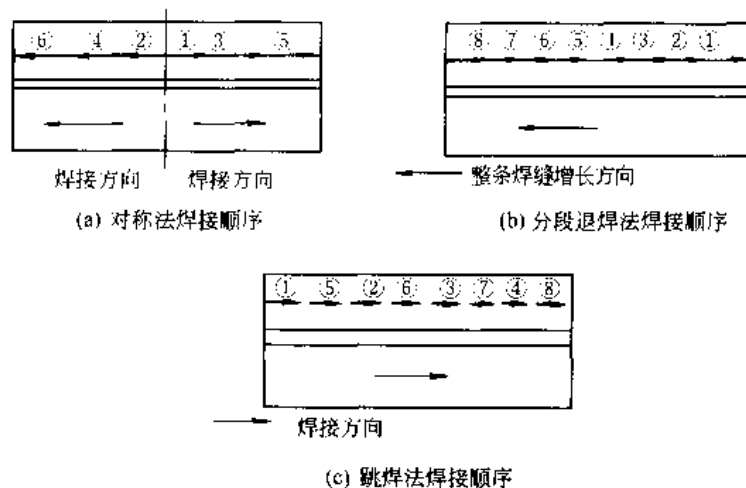 ⑥ ④ ② ① 3 5
⑧ ⑦ ⑥ ⑤ ④ ③ ② ①
焊接方向 焊接方向
整条焊缝增长方向
(a) 对称法焊接顺序
(b) 分段退焊法焊接顺序
① ⑤ ② ⑥ ③ ⑦ ④ ⑧
焊接方向
(c) 跳焊法焊接顺序